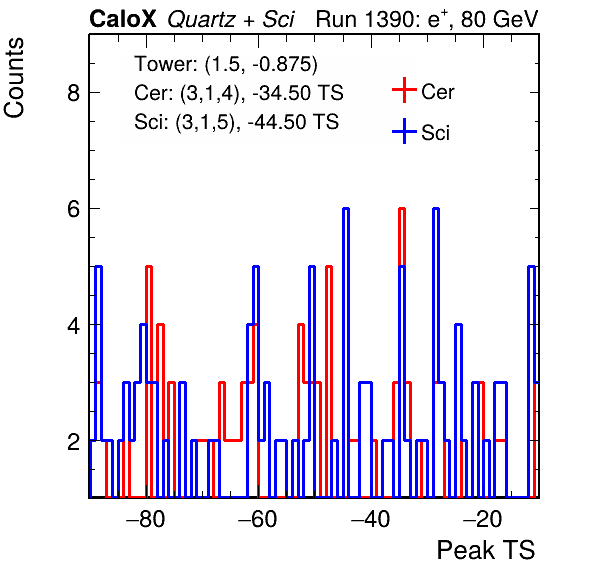 CaloX Quartz + Sci Run 1390: e+, 80 GeV
Counts
Tower: (1.5, -0.875)
Cer: (3,1,4), -34.50 TS
Sci: (3,1,5), -44.50 TS
Cer
Sci
8
6
4
2
−80 −60 −40 −20
Peak TS